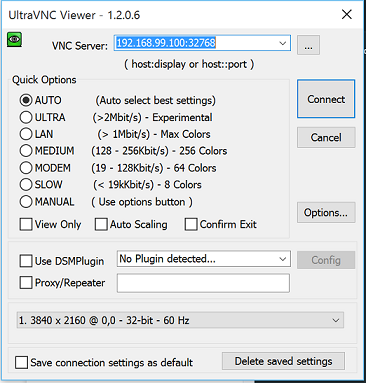 UltraVNC Viewer - 1.2.0.6
VNC Server: 192.168.99.100:32768 ...
( host:display or host::port )
Quick Options
AUTO (Auto select best settings)
Connect
ULTRA (>2Mbit/s) - Experimental
LAN (> 1Mbit/s) - Max Colors
MEDIUM (128 - 256Kbit/s) - 256 Colors
Cancel
MODEM (19 - 128Kbit/s) - 64 Colors
SLOW (< 19kKbit/s) - 8 Colors
MANUAL ( Use options button )
Options...
View Only Auto Scaling Confirm Exit
Use DSMPlugin No Plugin detected... Config
Proxy/Repeater
1. 3840 x 2160 @ 0,0 - 32-bit - 60 Hz
Save connection settings as default Delete saved settings